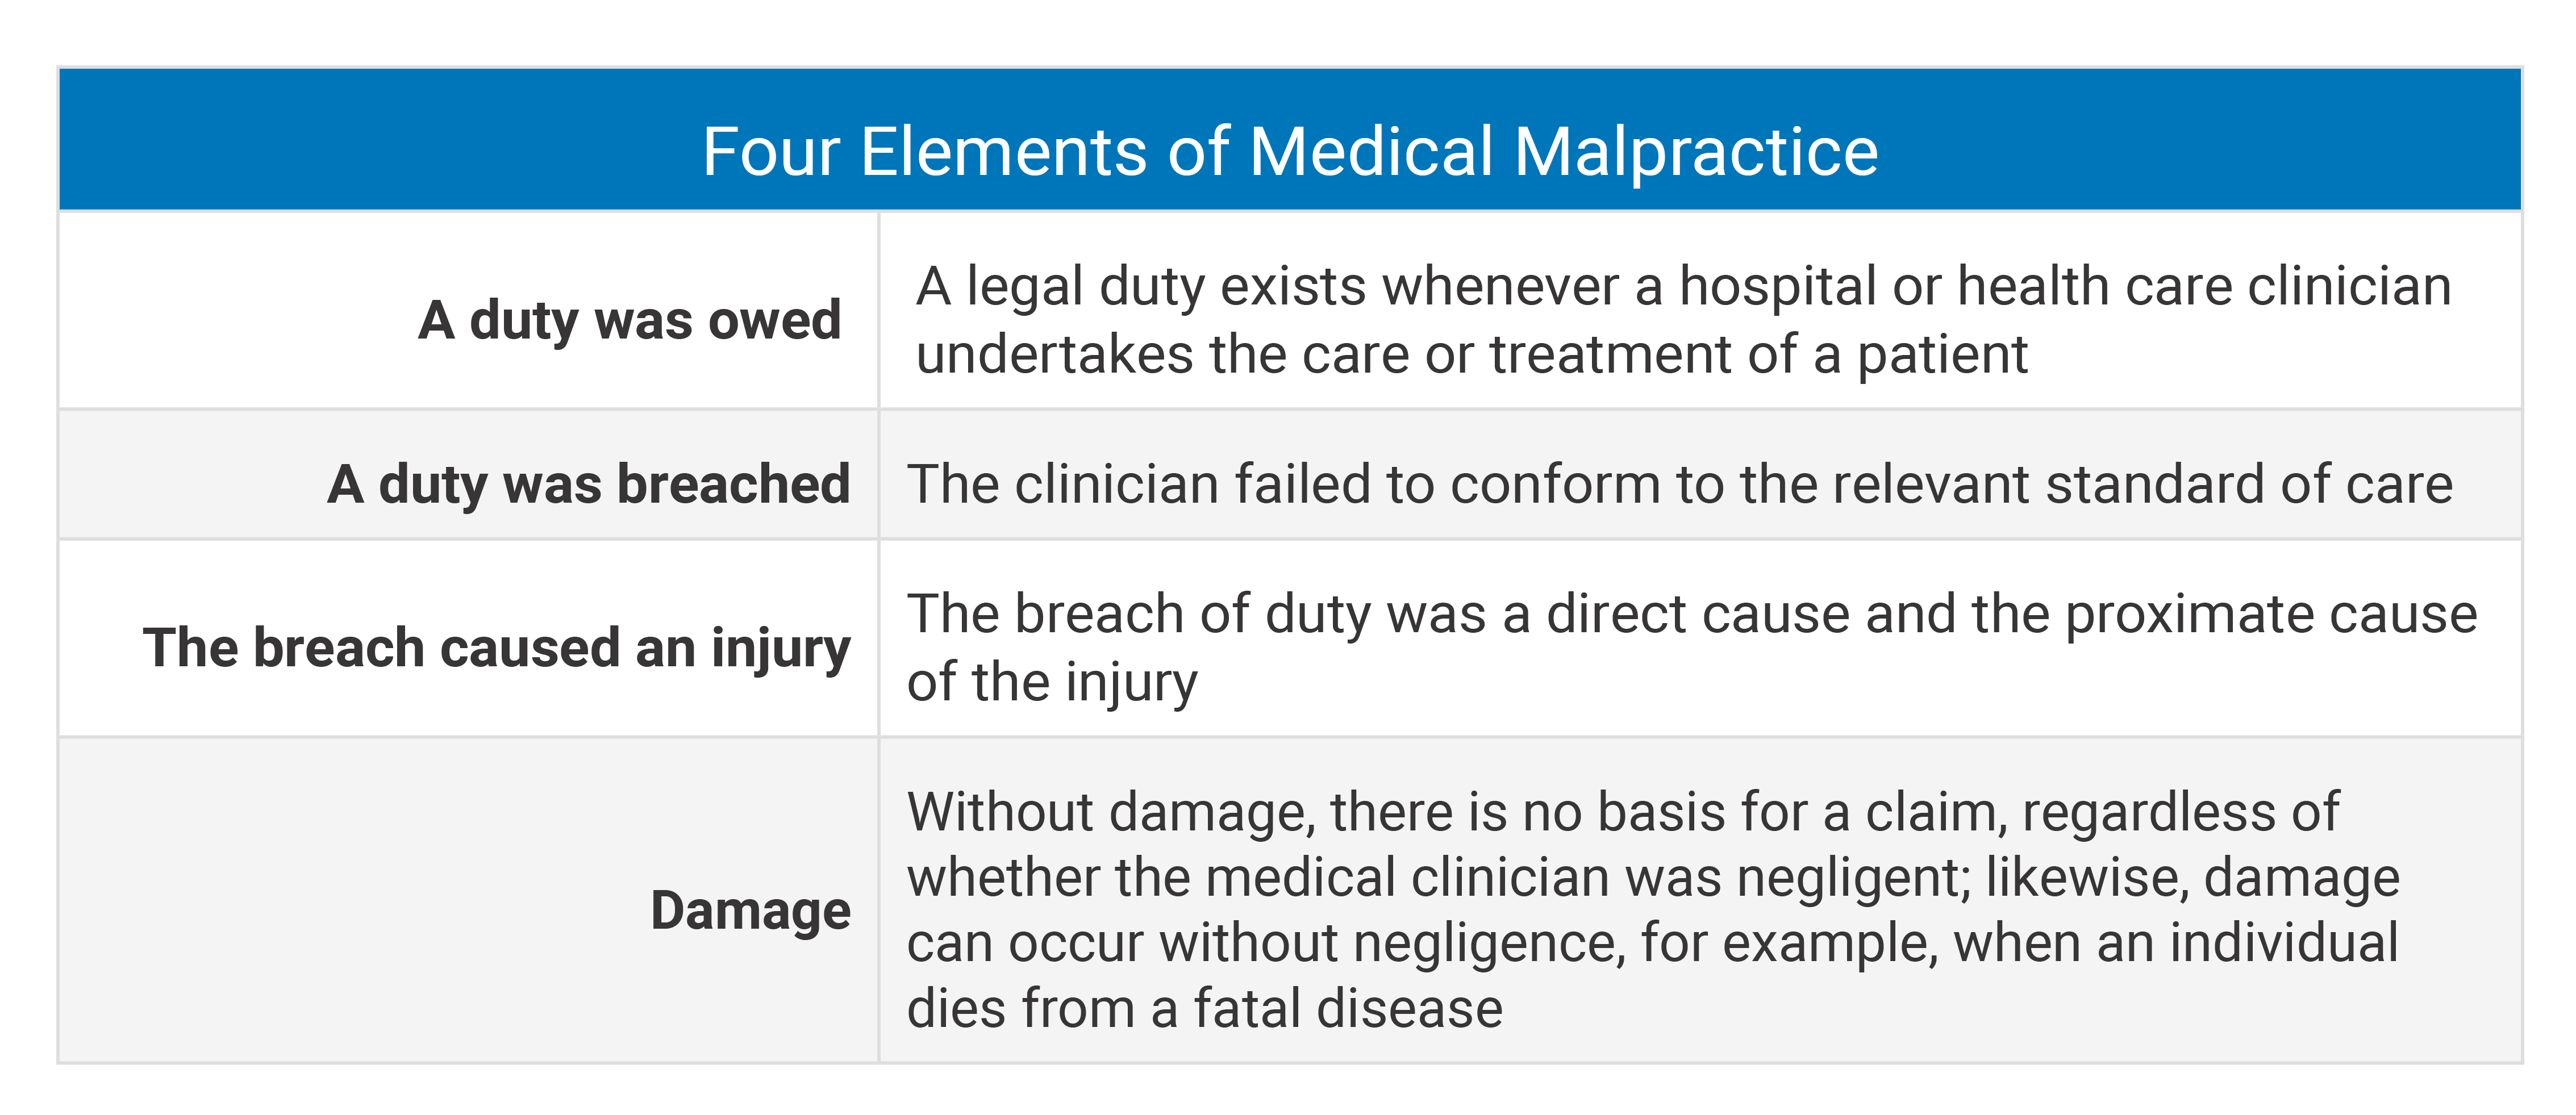 Four Elements of Medical Malpractice
A duty was owed
A legal duty exists whenever a hospital or health care clinician
undertakes the care or treatment of a patient
A duty was breached
The clinician failed to conform to the relevant standard of care
The breach caused an injury
The breach of duty was a direct cause and the proximate cause
of the injury
Damage
Without damage, there is no basis for a claim, regardless of
whether the medical clinician was negligent; likewise, damage
can occur without negligence, for example, when an individual
dies from a fatal disease